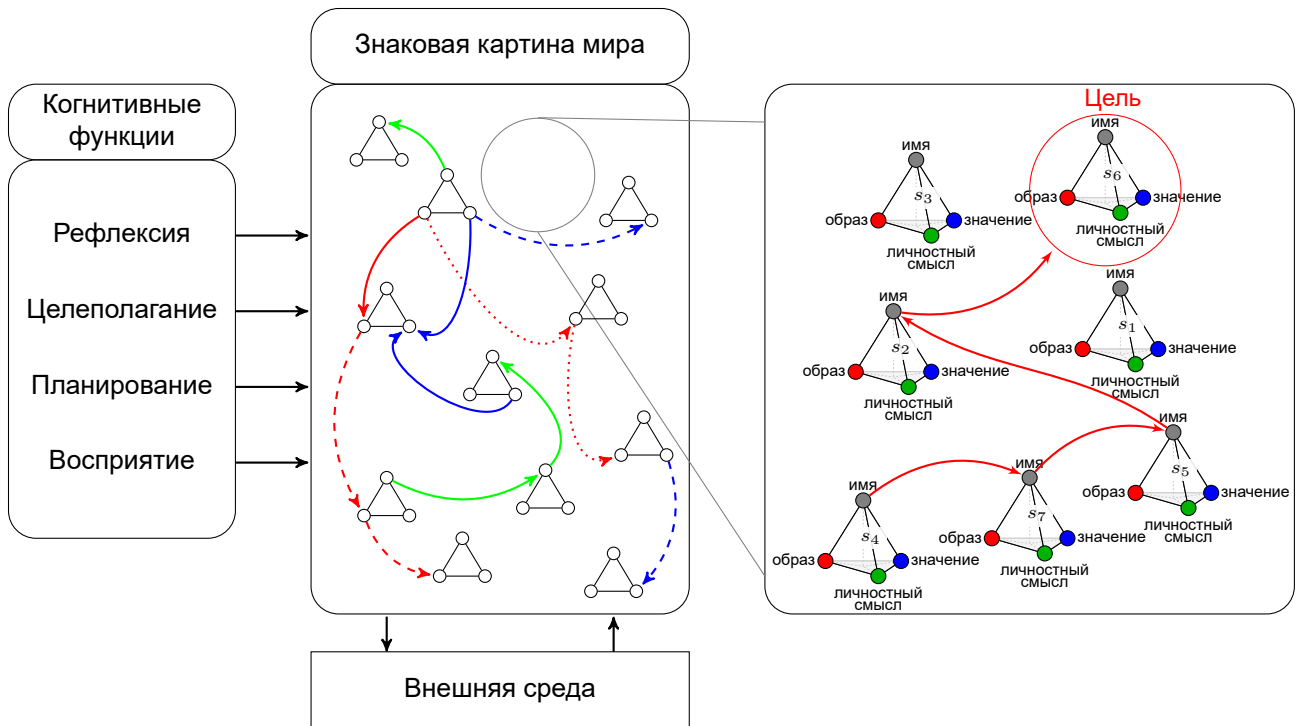 Знаковая картина мира
Когнитивные
функции
Рефлексия
Целеполагание
Планирование
Восприятие
Внешняя среда
Цель
имя
s6
образ
значение
личностный
смысл
имя
s3
образ
значение
личностный
смысл
имя
s1
образ
значение
личностный
смысл
имя
s2
образ
значение
личностный
смысл
имя
s5
образ
значение
личностный
смысл
имя
s7
образ
значение
личностный
смысл
имя
s4
образ
значение
личностный
смысл